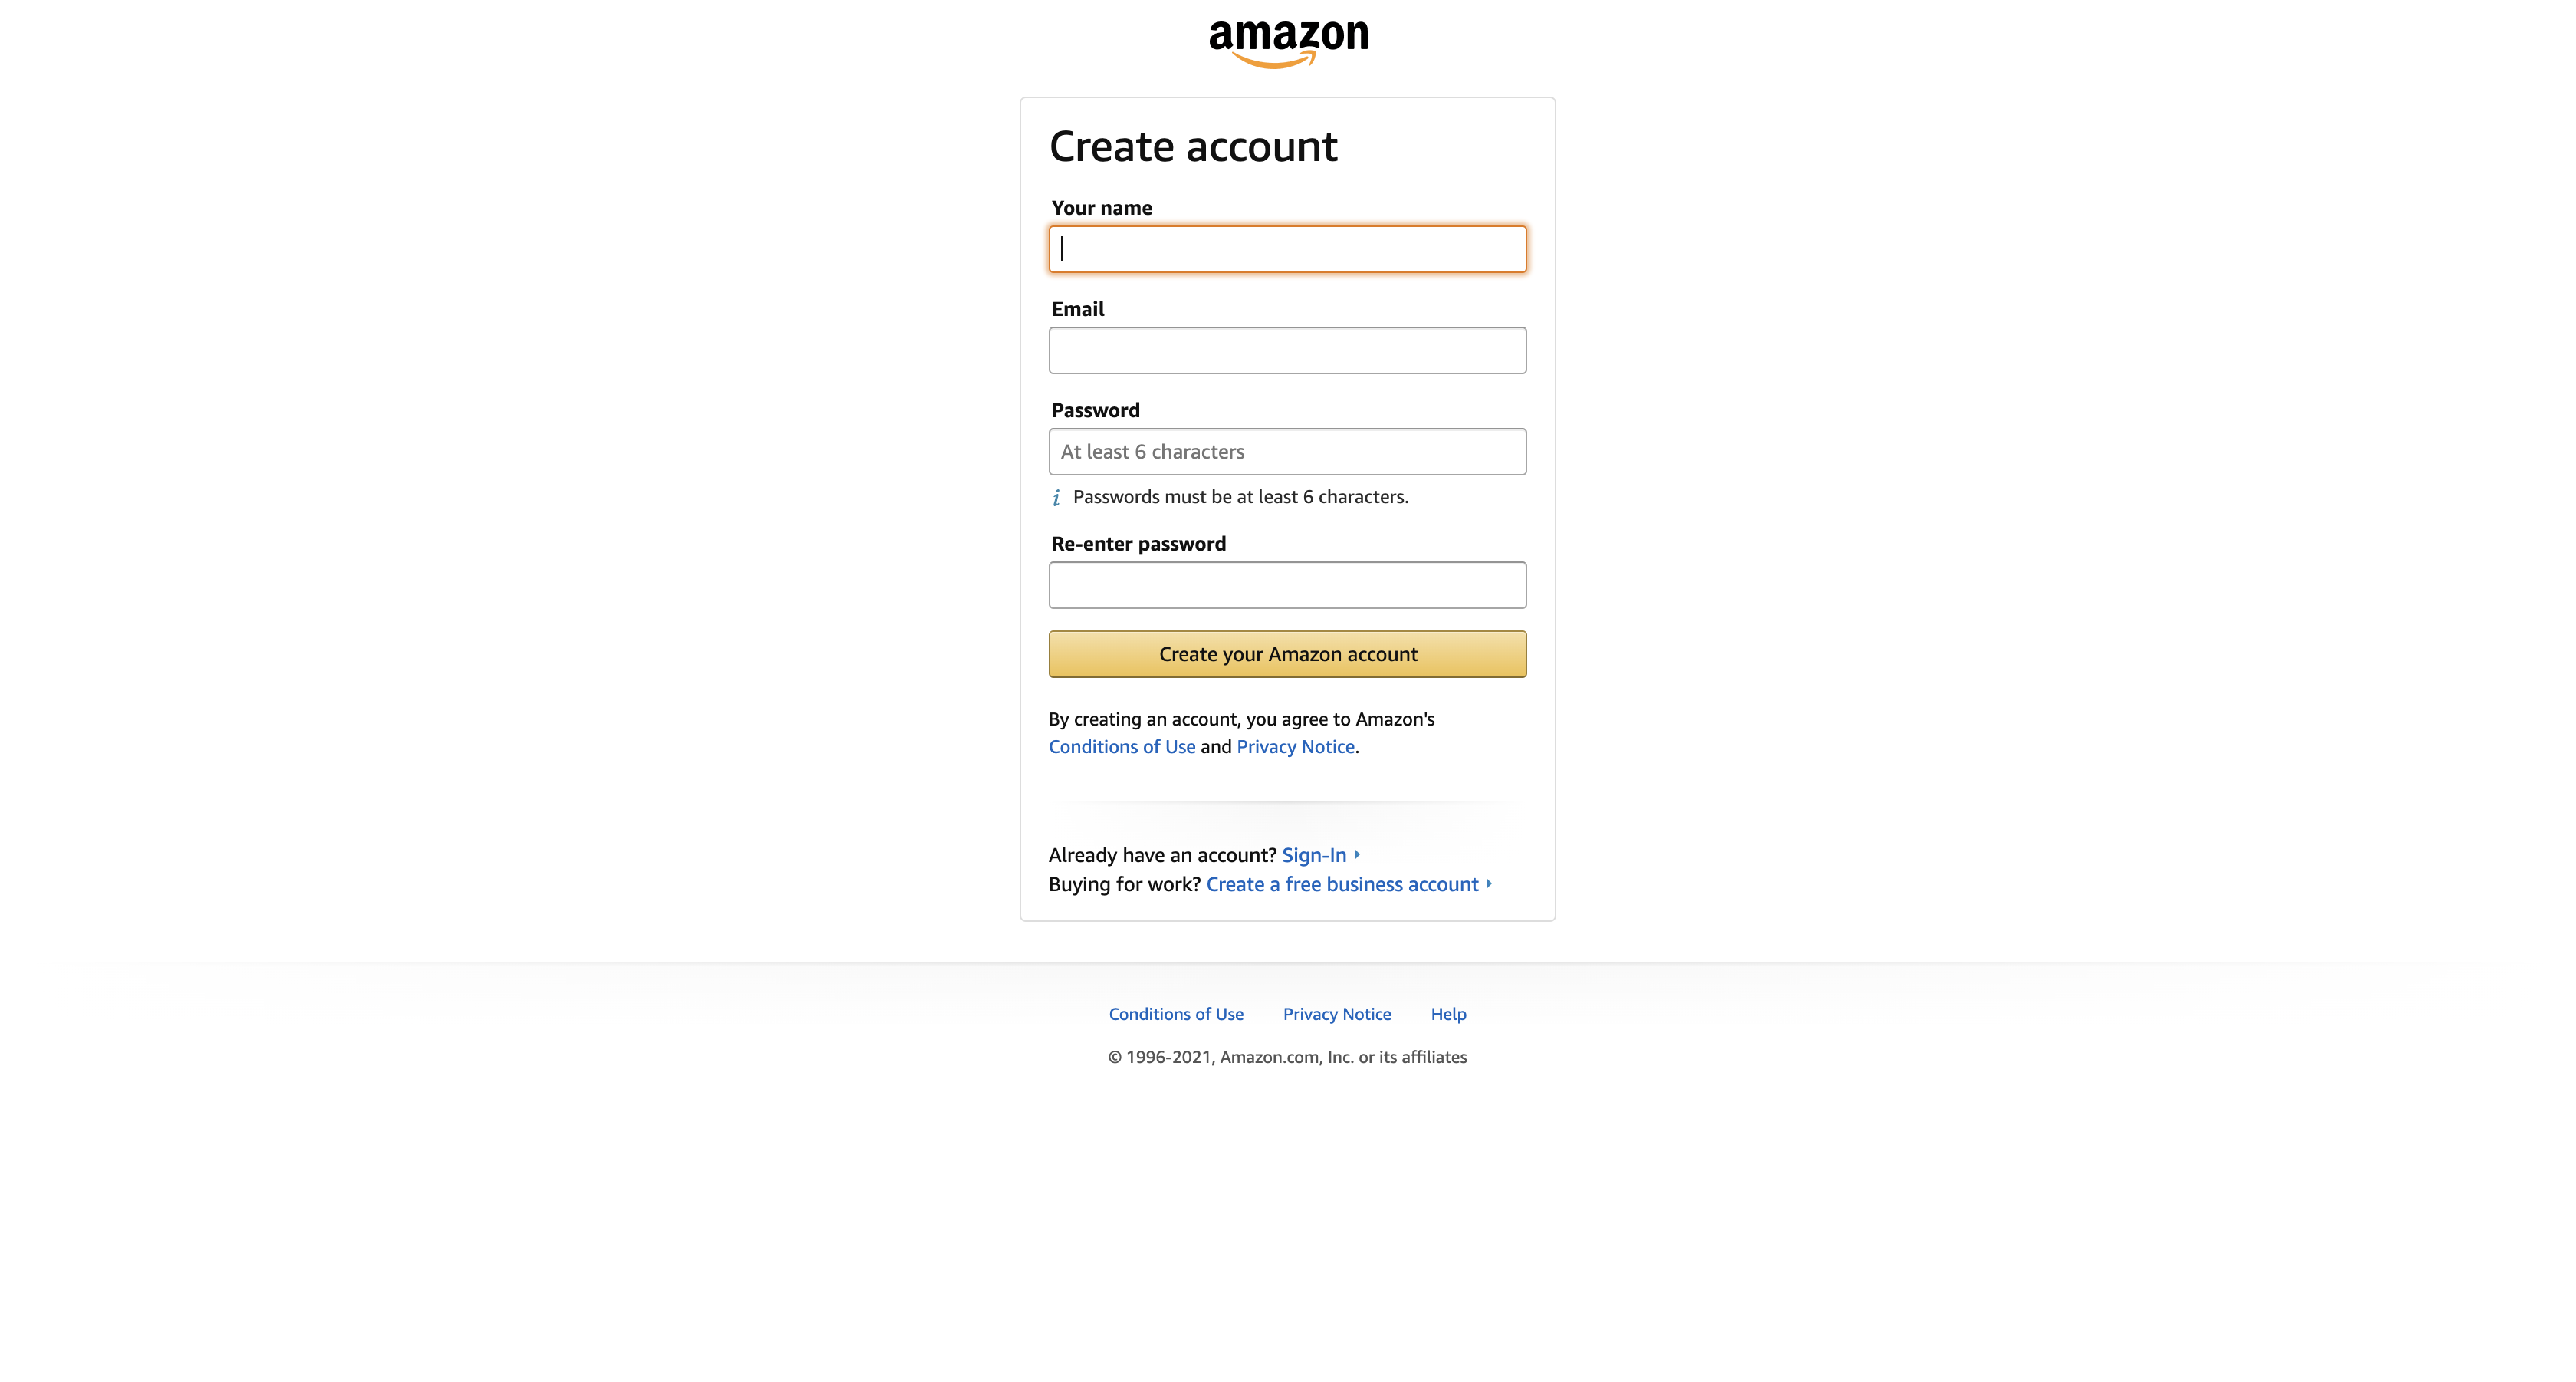 amazon
Create account
Your name
Email
Password
At least 6 characters
i Passwords must be at least 6 characters.
Re-enter password
Create your Amazon account
By creating an account, you agree to Amazon's
Conditions of Use and Privacy Notice.
Already have an account? Sign-In
Buying for work? Create a free business account
Conditions of Use Privacy Notice Help
© 1996-2021, Amazon.com, Inc. or its affiliates